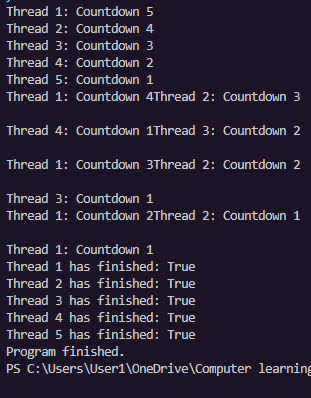 Thread 1: Countdown 5
Thread 2: Countdown 4
Thread 3: Countdown 3
Thread 4: Countdown 2
Thread 5: Countdown 1
Thread 1: Countdown 4Thread 2: Countdown 3
Thread 4: Countdown 1Thread 3: Countdown 2
Thread 1: Countdown 3Thread 2: Countdown 2
Thread 3: Countdown 1
Thread 1: Countdown 2Thread 2: Countdown 1
Thread 1: Countdown 1
Thread 1 has finished: True
Thread 2 has finished: True
Thread 3 has finished: True
Thread 4 has finished: True
Thread 5 has finished: True
Program finished.
PS C:\Users\User1\OneDrive\Computer learning